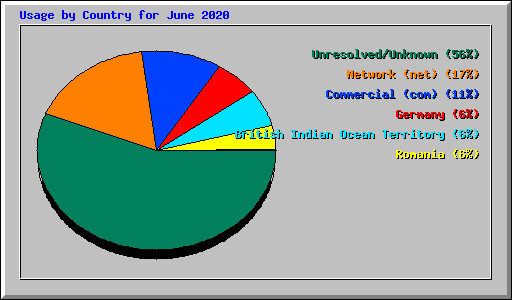 Usage by Country for June 2020
Unresolved/Unknown (56%)
Network (net) (17%)
Commercial (com) (11%)
Germany (6%)
British Indian Ocean Territory (6%)
Romania (6%)